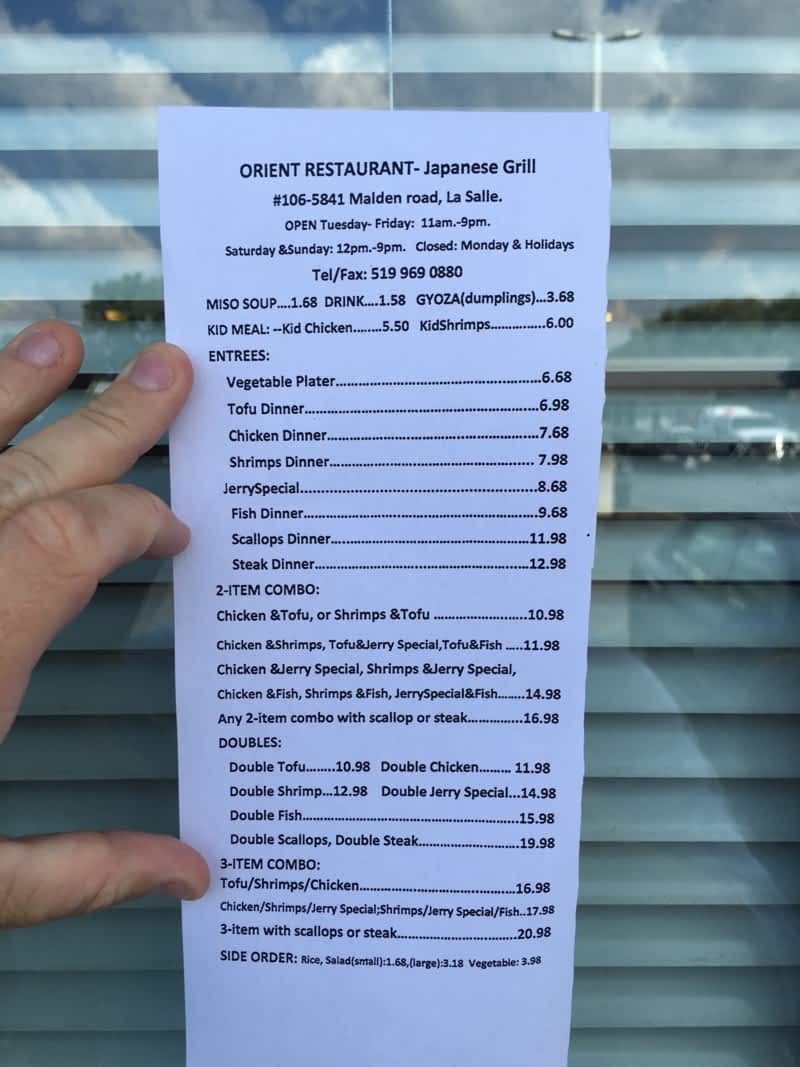 ORIENT RESTAURANT- Japanese Grill
#106-5841 Malden road, La Salle.
OPEN Tuesday- Friday: 11am.-9pm.
Saturday &Sunday: 12pm.-9pm. Closed: Monday & Holidays
Tel/Fax: 519 969 0880
MISO SOUP....1.68 DRINK....1.58 GYOZA(dumplings)...3.68
KID MEAL: --Kid Chicken........5.50 KidShrimps...............6.00
ENTREES:
Vegetable Plater....................................................6.68
Tofu Dinner...........................................................6.98
Chicken Dinner.....................................................7.68
Shrimps Dinner.................................................... 7.98
JerrySpecial............................................................8.68
Fish Dinner...........................................................9.68
Scallops Dinner..................................................11.98
Steak Dinner......................................................12.98
2-ITEM COMBO:
Chicken &Tofu, or Shrimps &Tofu ........................10.98
Chicken &Shrimps, Tofu&Jerry Special,Tofu&Fish .....11.98
Chicken &Jerry Special, Shrimps &Jerry Special,
Chicken &Fish, Shrimps &Fish, JerrySpecial&Fish........14.98
Any 2-item combo with scallop or steak...............16.98
DOUBLES:
Double Tofu........10.98 Double Chicken......... 11.98
Double Shrimp...12.98 Double Jerry Special...14.98
Double Fish.......................................................15.98
Double Scallops, Double Steak..........................19.98
3-ITEM COMBO:
Tofu/Shrimps/Chicken........................................16.98
Chicken/Shrimps/Jerry Special;Shrimps/Jerry Special/Fish..17.98
3-item with scallops or steak...............................20.98
SIDE ORDER: Rice, Salad(small):1.68,(large):3.18 Vegetable: 3.98